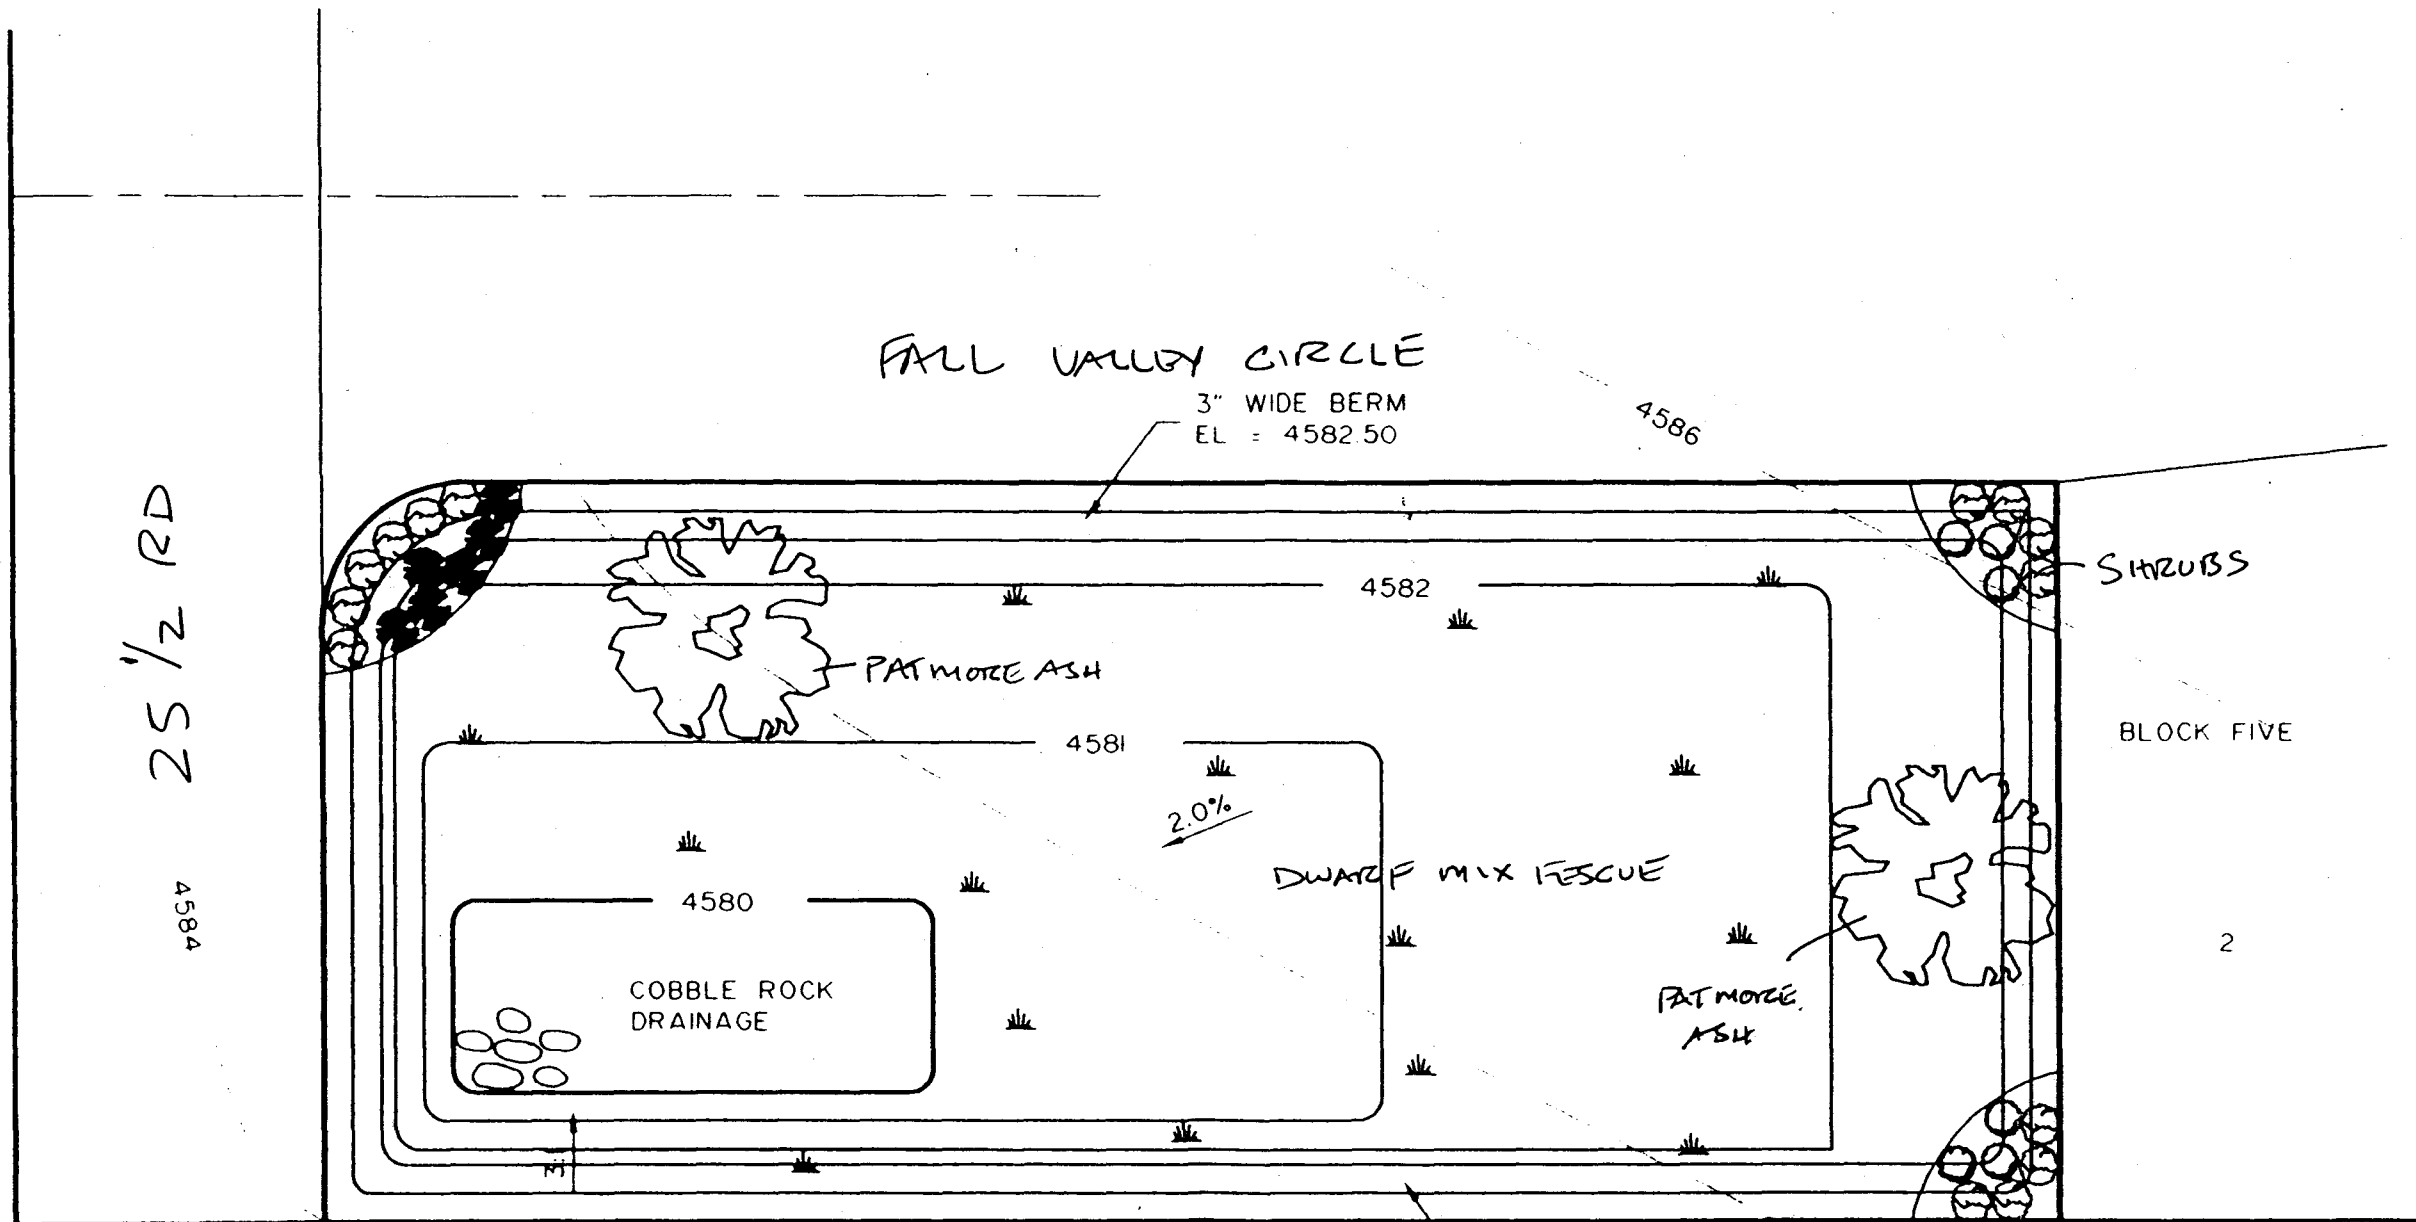 FALL VALLEY CIRCLE
3" WIDE BERM
EL = 4582.50
4586
25 1/2 RD
4584
4582
SHRUBS
PATMORE ASH
4581
BLOCK FIVE
2.0%
DWARF MIX FESCUE
4580
2
COBBLE ROCK
DRAINAGE
PATMORE
ASH